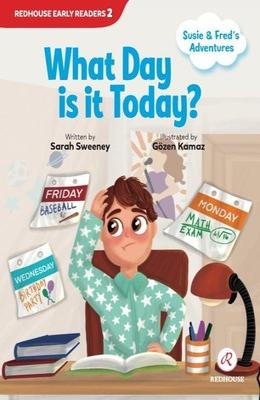 REDHOUSE EARLY READERS 2
Susie & Fred's
Adventures
What Day
is it Today?
Written by
Sarah Sweeney
Illustrated by
Gözen Kamaz
FRIDAY
BASEBALL
MONDAY
MATH
EXAM
WEDNESDAY
BIRTHDAY
PARTY
R
REDHOUSE